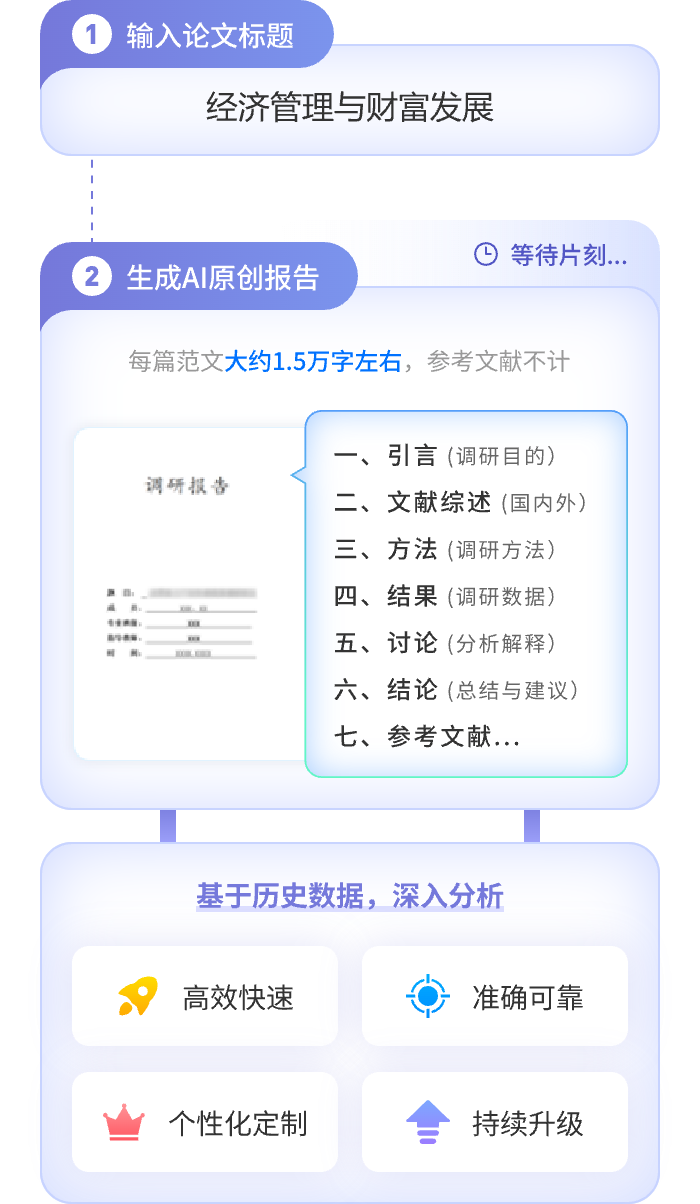 1 输入论文标题
经济管理与财富发展
等待片刻...
2 生成AI原创报告
每篇范文大约1.5万字左右，参考文献不计
调研报告
一、引言 (调研目的)
二、文献综述 (国内外)
三、方法 (调研方法)
四、结果 (调研数据)
五、讨论 (分析解释)
六、结论 (总结与建议)
七、参考文献...
基于历史数据，深入分析
高效快速
准确可靠
个性化定制
持续升级